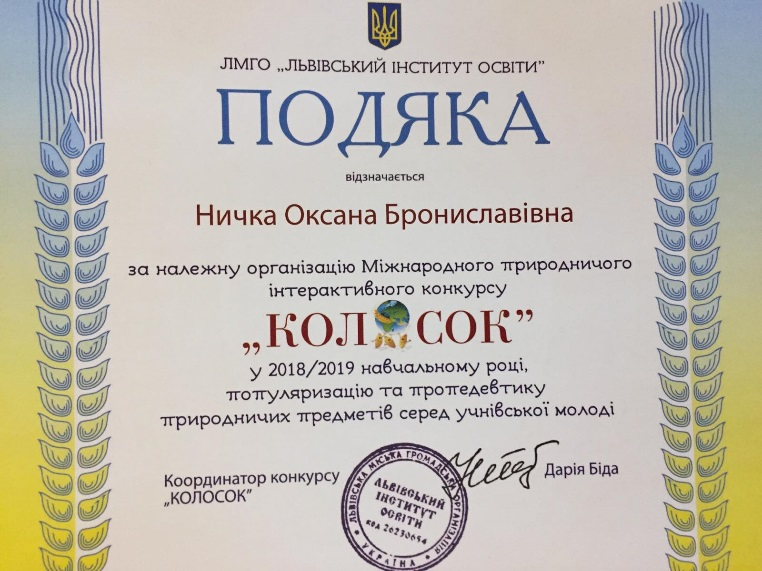 ЛМГО „ЛЬВІВСЬКИЙ ІНСТИТУТ ОСВІТИ”
ПОДЯКА
відзначається
Ничка Оксана Брониславівна
за належну організацію Міжнародного природничого
інтерактивного конкурсу
„КОЛОСОК”
у 2018/2019 навчальному році,
популяризацію та пропедевтику
природничих предметів серед учнівської молоді
Координатор конкурсу
„КОЛОСОК”
Дарія Біда
ЛЬВІВСЬКА МІСЬКА ГРОМАДСЬКА ОРГАНІЗАЦІЯ
ЛЬВІВСЬКИЙ
ІНСТИТУТ
ОСВІТИ
код 26230654
УКРАЇНА